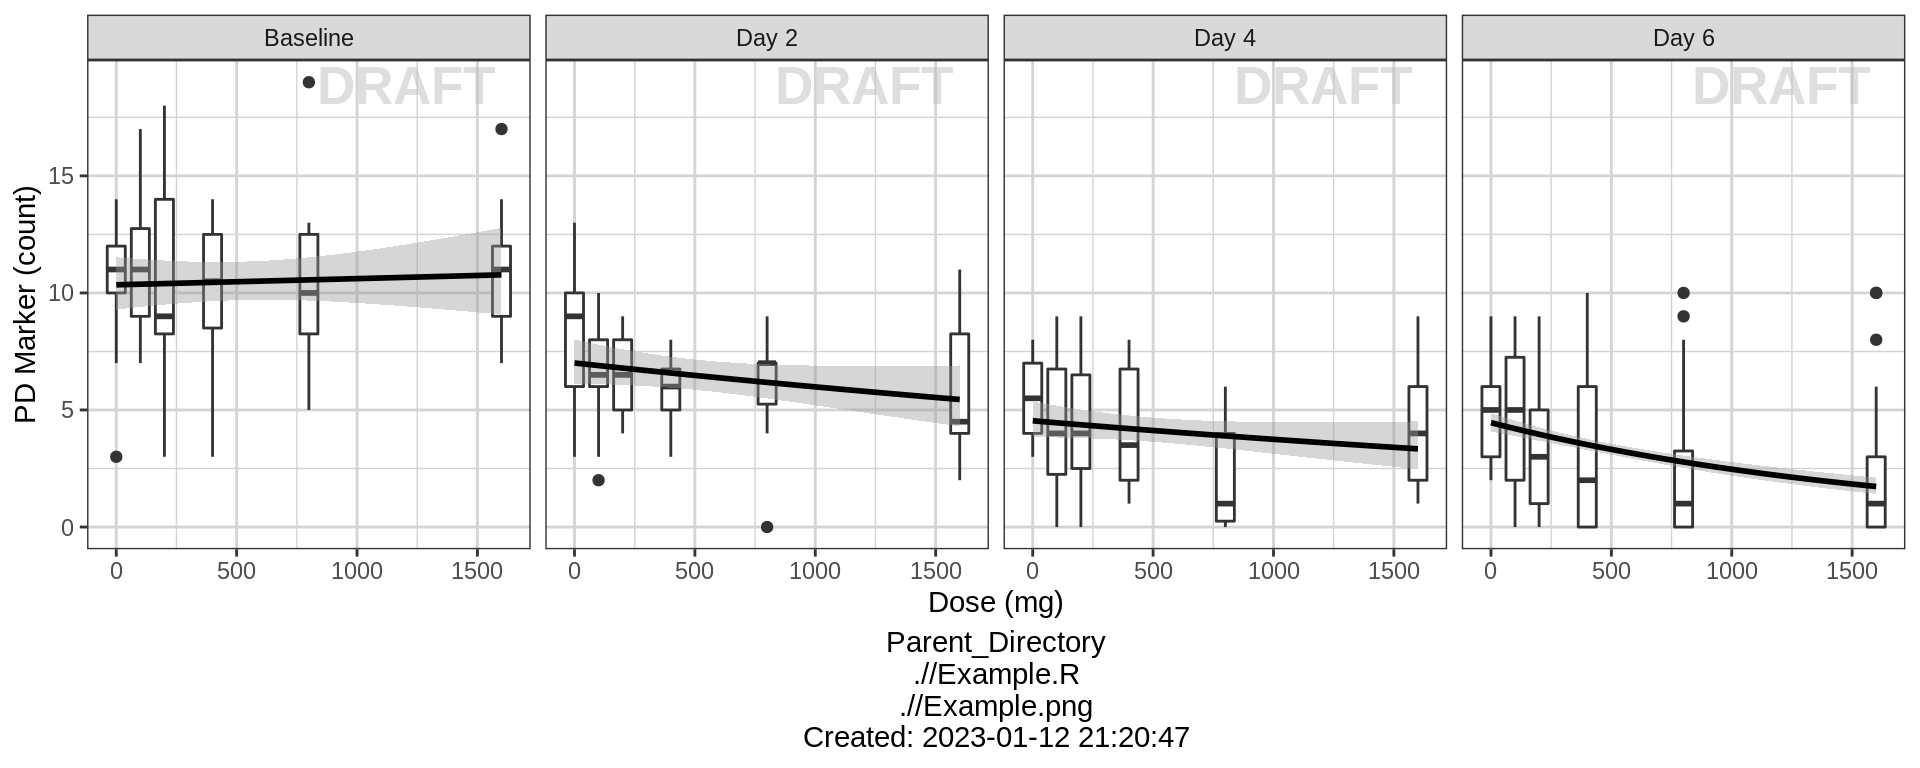 Baseline
Day 2
Day 4
Day 6
DRAFT
DRAFT
DRAFT
DRAFT
PD Marker (count)
15
10
5
0
0 500 1000 1500
0 500 1000 1500
0 500 1000 1500
0 500 1000 1500
Dose (mg)
Parent_Directory
.//Example.R
.//Example.png
Created: 2023-01-12 21:20:47